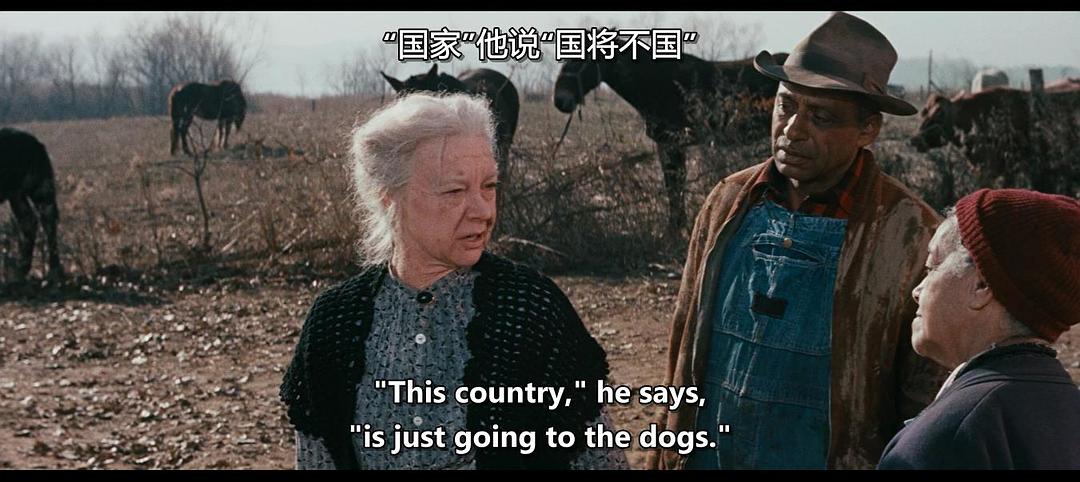 “国家”他说“国将不国”
"This country," he says,
"is just going to the dogs."